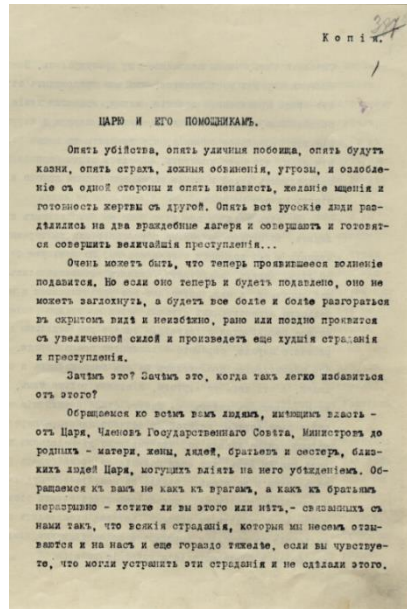 397
Копія.
ЦАРЮ И ЕГО ПОМОЩНИКАМЪ.
Опять убійства, опять уличныя побоища, опять будутъ
казни, опять страхъ, ложныя обвиненія, угрозы, и озлобле-
ніе съ одной стороны и опять ненависть, желаніе мщенія и
готовность жертвы съ другой. Опять всѣ русскіе люди раз-
дѣлились на два враждебные лагеря и совершаютъ и готовят-
ся совершить величайшія преступленія...
Очень можетъ быть, что теперь проявившееся волненіе
подавится. Но если оно теперь и будетъ подавлено, оно не
можетъ заглохнуть, а будетъ все болѣе и болѣе разгораться
въ скрытомъ видѣ и неизбѣжно, рано или поздно проявится
съ увеличенной силой и произведетъ еще худшія страданія
и преступленія.
Зачѣмъ это? Зачѣмъ это, когда такъ легко избавиться
отъ этого?
Обращаемся ко всѣмъ вамъ людямъ, имѣющимъ власть -
отъ Царя, Членовъ Государственнаго Совѣта, Министровъ до
родныхъ - матери, жены, дядей, братьевъ и сестеръ, близ-
кихъ людей Царя, могущихъ вліять на него убѣжденіемъ. Об-
ращаемся къ вамъ не какъ къ врагамъ, а какъ къ братьямъ
неразрывно - хотите ли вы этого или нѣтъ,- связанныхъ съ
нами такъ, что всякія страданія, которыя мы несемъ отзы-
ваются и на насъ и еще гораздо тяжелѣе, если вы чувствуе-
те, что могли устранить эти страданія и не сдѣлали этого.